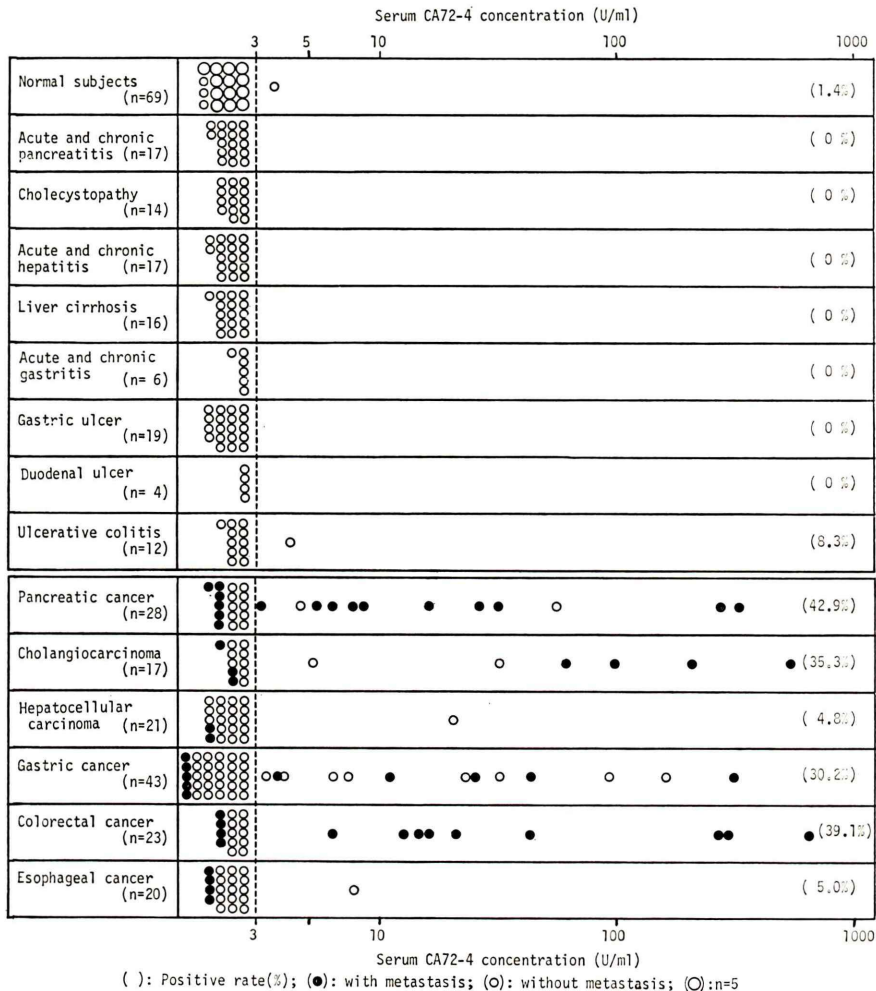 Serum CA72-4 concentration (U/ml)
3 5 10 100 1000
Normal subjects
(n=69) (1.4%)
Acute and chronic
pancreatitis (n=17) ( 0 %)
Cholecystopathy
(n=14) ( 0 %)
Acute and chronic
hepatitis (n=17) ( 0 %)
Liver cirrhosis
(n=16) ( 0 %)
Acute and chronic
gastritis (n= 6) ( 0 %)
Gastric ulcer
(n=19) ( 0 %)
Duodenal ulcer
(n= 4) ( 0 %)
Ulcerative colitis
(n=12) (8.3%)
Pancreatic cancer
(n=28) (42.9%)
Cholangiocarcinoma
(n=17) (35.3%)
Hepatocellular
carcinoma (n=21) ( 4.8%)
Gastric cancer
(n=43) (30.2%)
Colorectal cancer
(n=23) (39.1%)
Esophageal cancer
(n=20) ( 5.0%)
3 10 100 1000
Serum CA72-4 concentration (U/ml)
( ): Positive rate(%); (●): with metastasis; (○): without metastasis; (◯):n=5